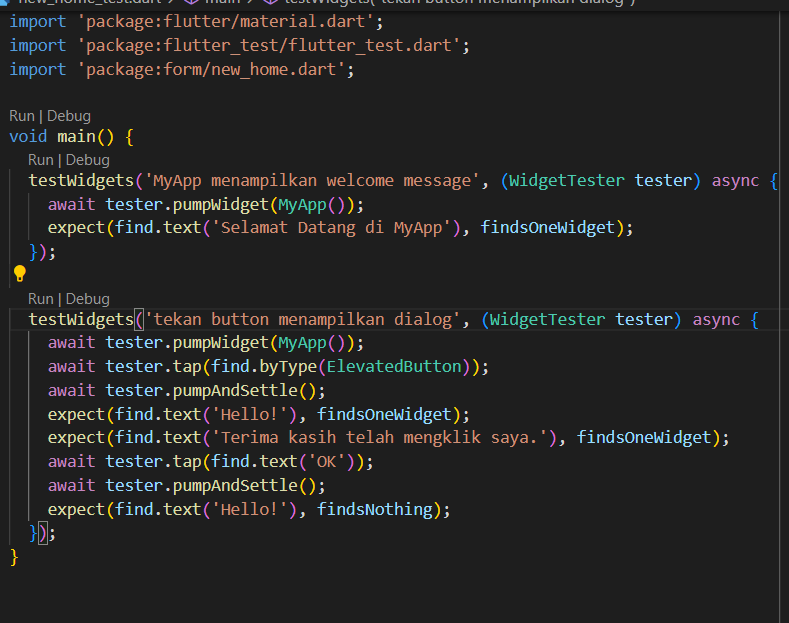 new_home_test.dart > main > testWidgets('tekan button menampilkan dialog')
import 'package:flutter/material.dart';
import 'package:flutter_test/flutter_test.dart';
import 'package:form/new_home.dart';
Run | Debug
void main() {
Run | Debug
testWidgets('MyApp menampilkan welcome message', (WidgetTester tester) async {
await tester.pumpWidget(MyApp());
expect(find.text('Selamat Datang di MyApp'), findsOneWidget);
});
Run | Debug
testWidgets('tekan button menampilkan dialog', (WidgetTester tester) async {
await tester.pumpWidget(MyApp());
await tester.tap(find.byType(ElevatedButton));
await tester.pumpAndSettle();
expect(find.text('Hello!'), findsOneWidget);
expect(find.text('Terima kasih telah mengklik saya.'), findsOneWidget);
await tester.tap(find.text('OK'));
await tester.pumpAndSettle();
expect(find.text('Hello!'), findsNothing);
});
}